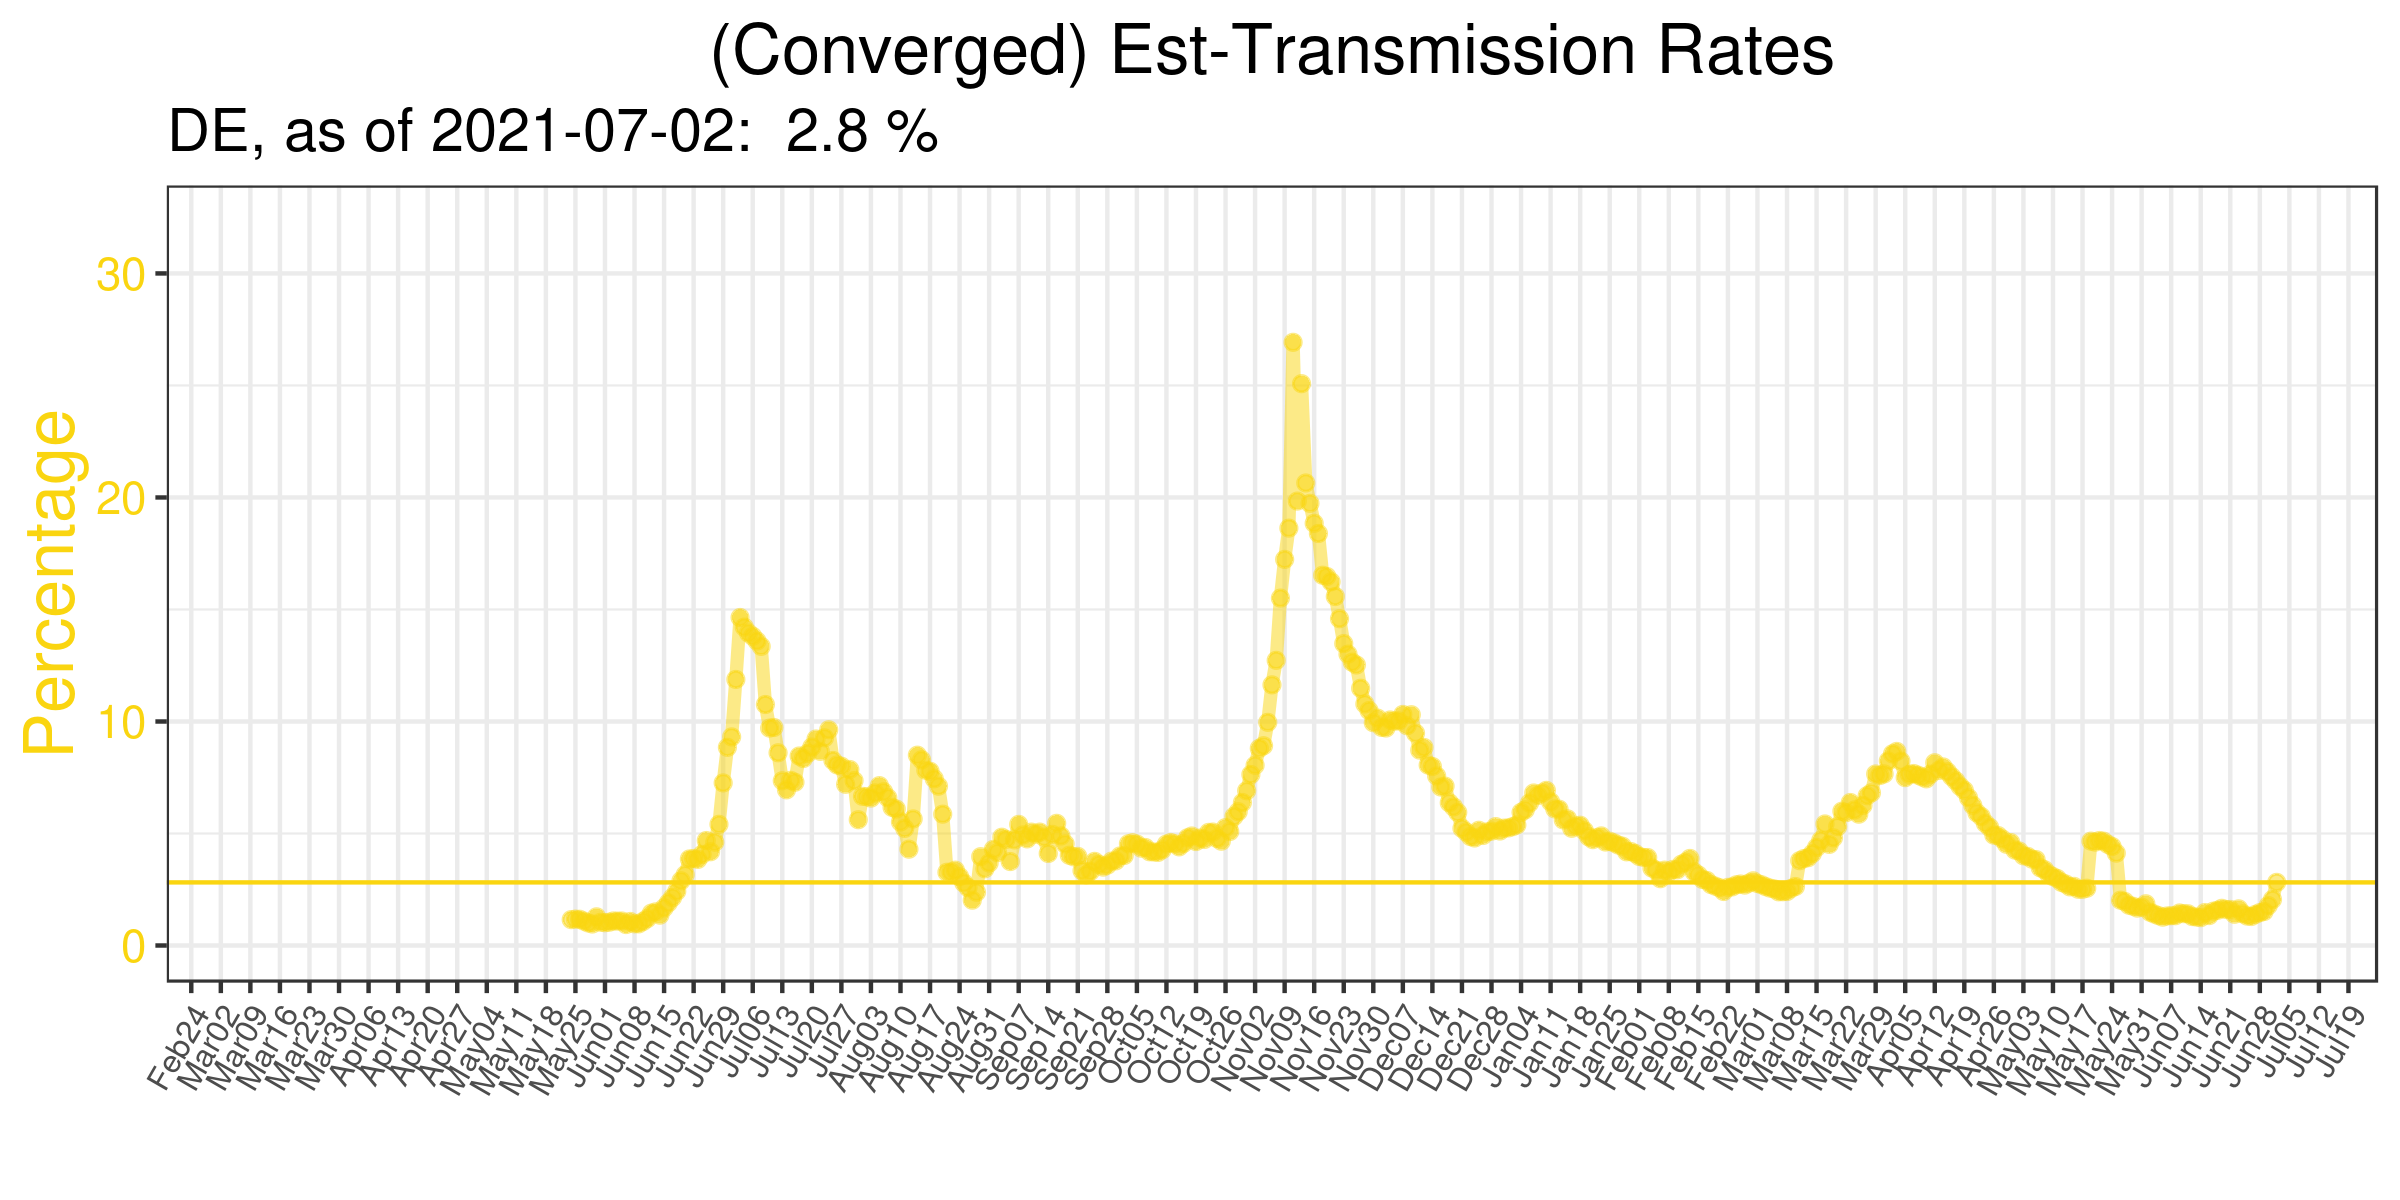 (Converged) Est-Transmission Rates
DE, as of 2021-07-02: 2.8 %
Percentage
30
20
10
0
Feb24
Mar02
Mar09
Mar16
Mar23
Mar30
Apr06
Apr13
Apr20
Apr27
May04
May11
May18
May25
Jun01
Jun08
Jun15
Jun22
Jun29
Jul06
Jul13
Jul20
Jul27
Aug03
Aug10
Aug17
Aug24
Aug31
Sep07
Sep14
Sep21
Sep28
Oct05
Oct12
Oct19
Oct26
Nov02
Nov09
Nov16
Nov23
Nov30
Dec07
Dec14
Dec21
Dec28
Jan04
Jan11
Jan18
Jan25
Feb01
Feb08
Feb15
Feb22
Mar01
Mar08
Mar15
Mar22
Mar29
Apr05
Apr12
Apr19
Apr26
May03
May10
May17
May24
May31
Jun07
Jun14
Jun21
Jun28
Jul05
Jul12
Jul19